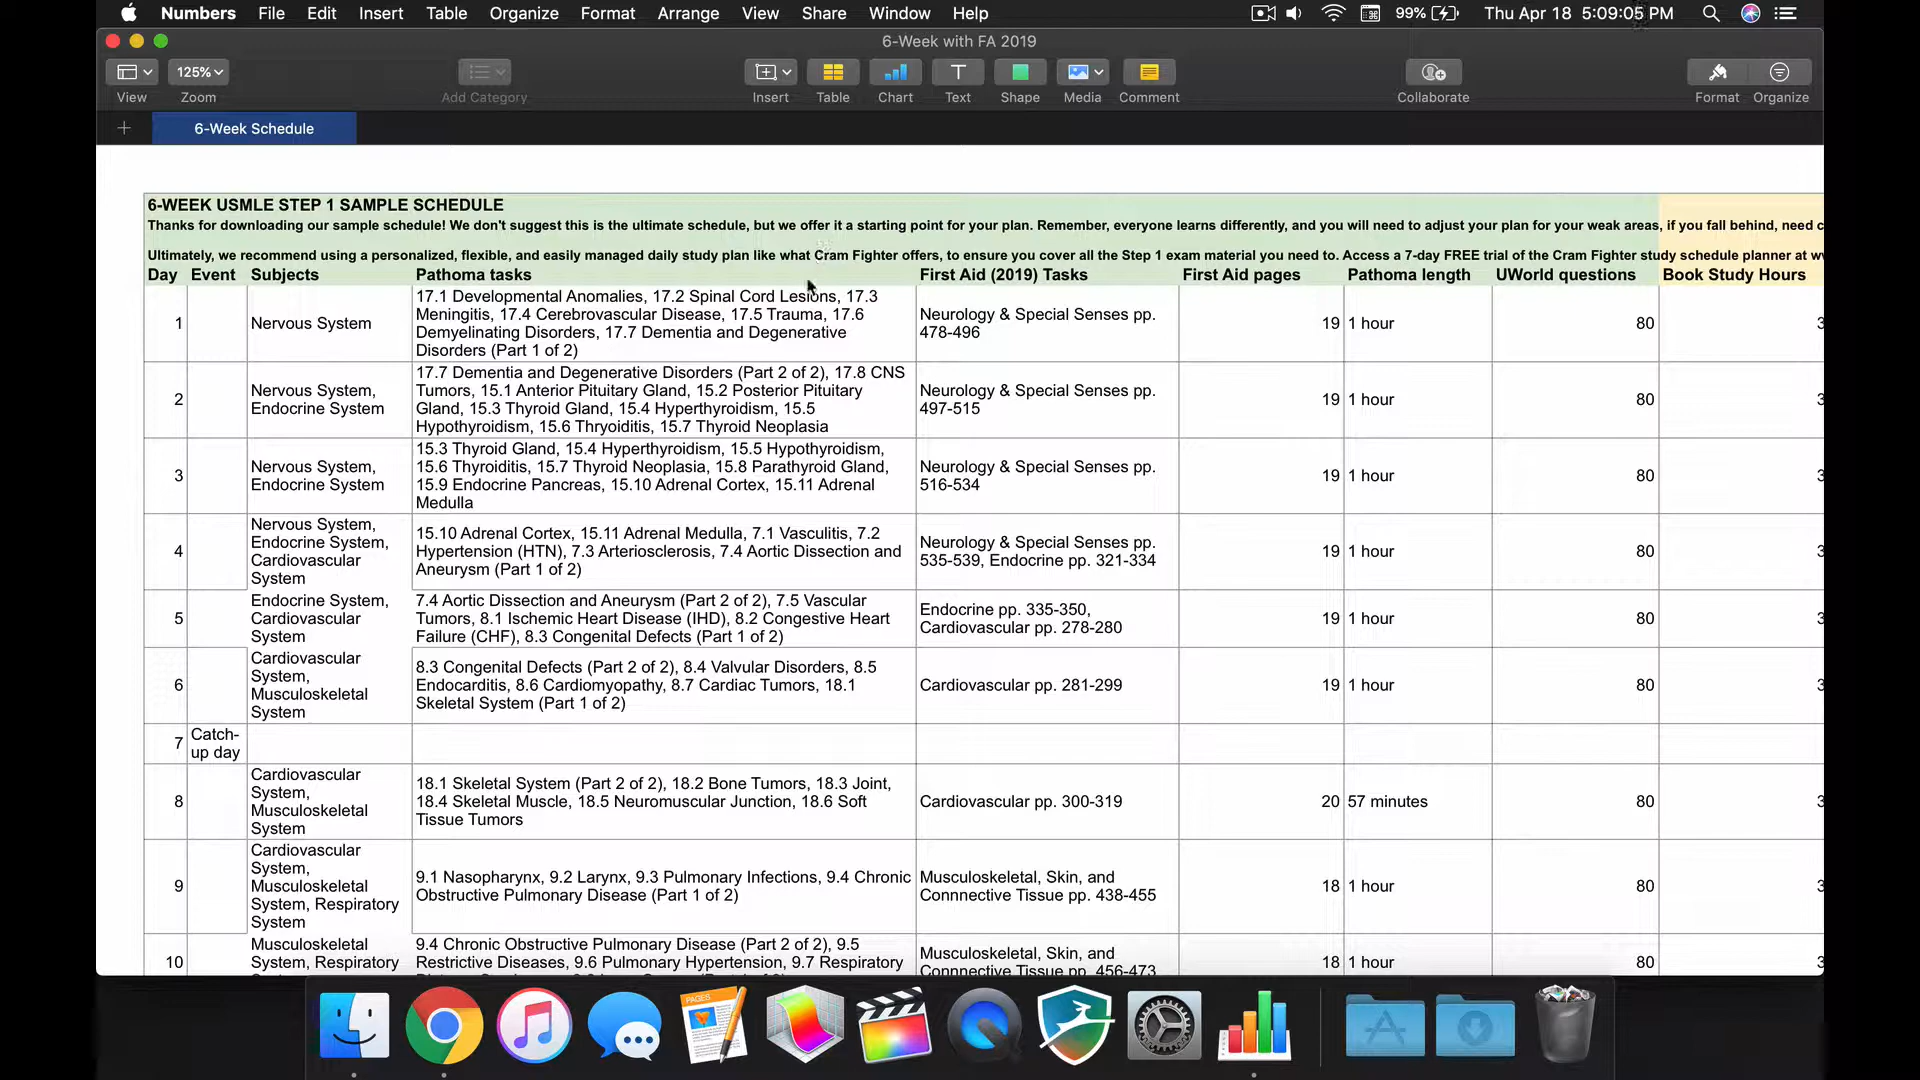 Numbers File Edit Insert Table Organize Format Arrange View Share Window Help 99% Thu Apr 18 5:09:05 PM
6-Week with FA 2019
125%
View Zoom Add Category Insert Table Chart Text Shape Media Comment Collaborate Format Organize
6-Week Schedule
6-WEEK USMLE STEP 1 SAMPLE SCHEDULE
Thanks for downloading our sample schedule! We don't suggest this is the ultimate schedule, but we offer it a starting point for your plan. Remember, everyone learns differently, and you will need to adjust your plan for your weak areas, if you fall behind, need c
Ultimately, we recommend using a personalized, flexible, and easily managed daily study plan like what Cram Fighter offers, to ensure you cover all the Step 1 exam material you need to. Access a 7-day FREE trial of the Cram Fighter study schedule planner at w
Day Event Subjects Pathoma tasks First Aid (2019) Tasks First Aid pages Pathoma length UWorld questions Book Study Hours
1
Nervous System
17.1 Developmental Anomalies, 17.2 Spinal Cord Lesions, 17.3
Meningitis, 17.4 Cerebrovascular Disease, 17.5 Trauma, 17.6
Demyelinating Disorders, 17.7 Dementia and Degenerative
Disorders (Part 1 of 2)
Neurology & Special Senses pp.
478-496
19 1 hour 80 3
2
Nervous System,
Endocrine System
17.7 Dementia and Degenerative Disorders (Part 2 of 2), 17.8 CNS
Tumors, 15.1 Anterior Pituitary Gland, 15.2 Posterior Pituitary
Gland, 15.3 Thyroid Gland, 15.4 Hyperthyroidism, 15.5
Hypothyroidism, 15.6 Thryoiditis, 15.7 Thyroid Neoplasia
Neurology & Special Senses pp.
497-515
19 1 hour 80 3
3
Nervous System,
Endocrine System
15.3 Thyroid Gland, 15.4 Hyperthyroidism, 15.5 Hypothyroidism,
15.6 Thyroiditis, 15.7 Thyroid Neoplasia, 15.8 Parathyroid Gland,
15.9 Endocrine Pancreas, 15.10 Adrenal Cortex, 15.11 Adrenal
Medulla
Neurology & Special Senses pp.
516-534
19 1 hour 80 3
4
Nervous System,
Endocrine System,
Cardiovascular
System
15.10 Adrenal Cortex, 15.11 Adrenal Medulla, 7.1 Vasculitis, 7.2
Hypertension (HTN), 7.3 Arteriosclerosis, 7.4 Aortic Dissection and
Aneurysm (Part 1 of 2)
Neurology & Special Senses pp.
535-539, Endocrine pp. 321-334
19 1 hour 80 3
5
Endocrine System,
Cardiovascular
System
7.4 Aortic Dissection and Aneurysm (Part 2 of 2), 7.5 Vascular
Tumors, 8.1 Ischemic Heart Disease (IHD), 8.2 Congestive Heart
Failure (CHF), 8.3 Congenital Defects (Part 1 of 2)
Endocrine pp. 335-350,
Cardiovascular pp. 278-280
19 1 hour 80 3
6
Cardiovascular
System,
Musculoskeletal
System
8.3 Congenital Defects (Part 2 of 2), 8.4 Valvular Disorders, 8.5
Endocarditis, 8.6 Cardiomyopathy, 8.7 Cardiac Tumors, 18.1
Skeletal System (Part 1 of 2)
Cardiovascular pp. 281-299
19 1 hour 80 3
7
Catch-
up day
8
Cardiovascular
System,
Musculoskeletal
System
18.1 Skeletal System (Part 2 of 2), 18.2 Bone Tumors, 18.3 Joint,
18.4 Skeletal Muscle, 18.5 Neuromuscular Junction, 18.6 Soft
Tissue Tumors
Cardiovascular pp. 300-319
20 57 minutes 80 3
9
Cardiovascular
System,
Musculoskeletal
System, Respiratory
System
9.1 Nasopharynx, 9.2 Larynx, 9.3 Pulmonary Infections, 9.4 Chronic
Obstructive Pulmonary Disease (Part 1 of 2)
Musculoskeletal, Skin, and
Connnective Tissue pp. 438-455
18 1 hour 80 3
10
Musculoskeletal
System, Respiratory
9.4 Chronic Obstructive Pulmonary Disease (Part 2 of 2), 9.5
Restrictive Diseases, 9.6 Pulmonary Hypertension, 9.7 Respiratory
Musculoskeletal, Skin, and
Connnective Tissue pp. 456-473
18 1 hour 80 3
PAGES